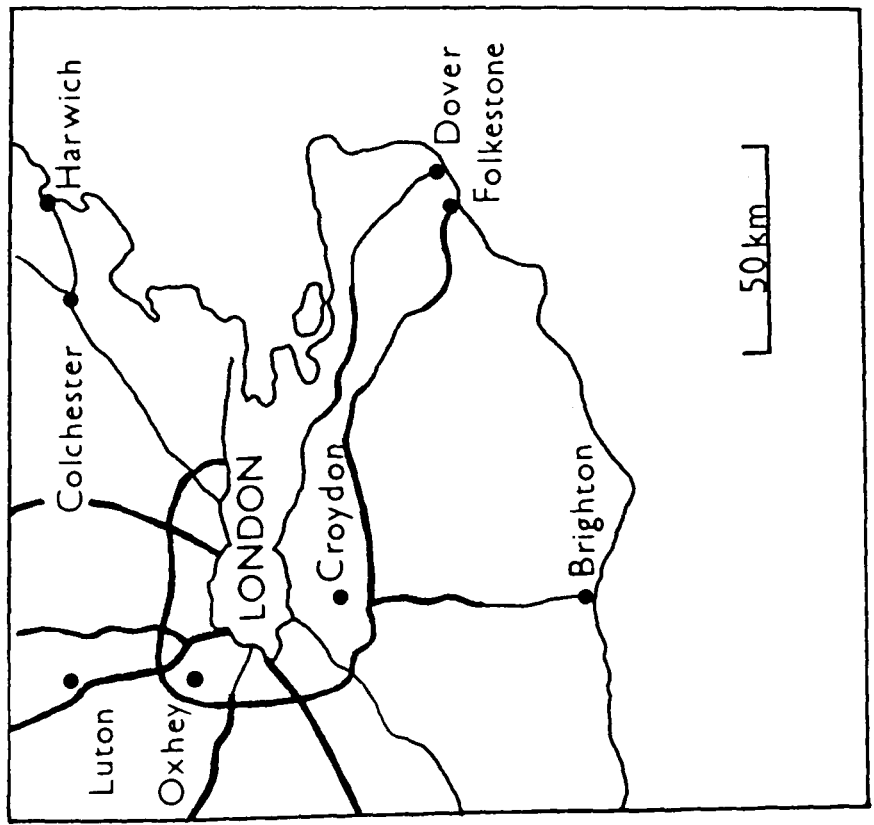 Harwich
Colchester
Luton
Oxhey
LONDON
Croydon
Dover
Folkestone
Brighton
50 km